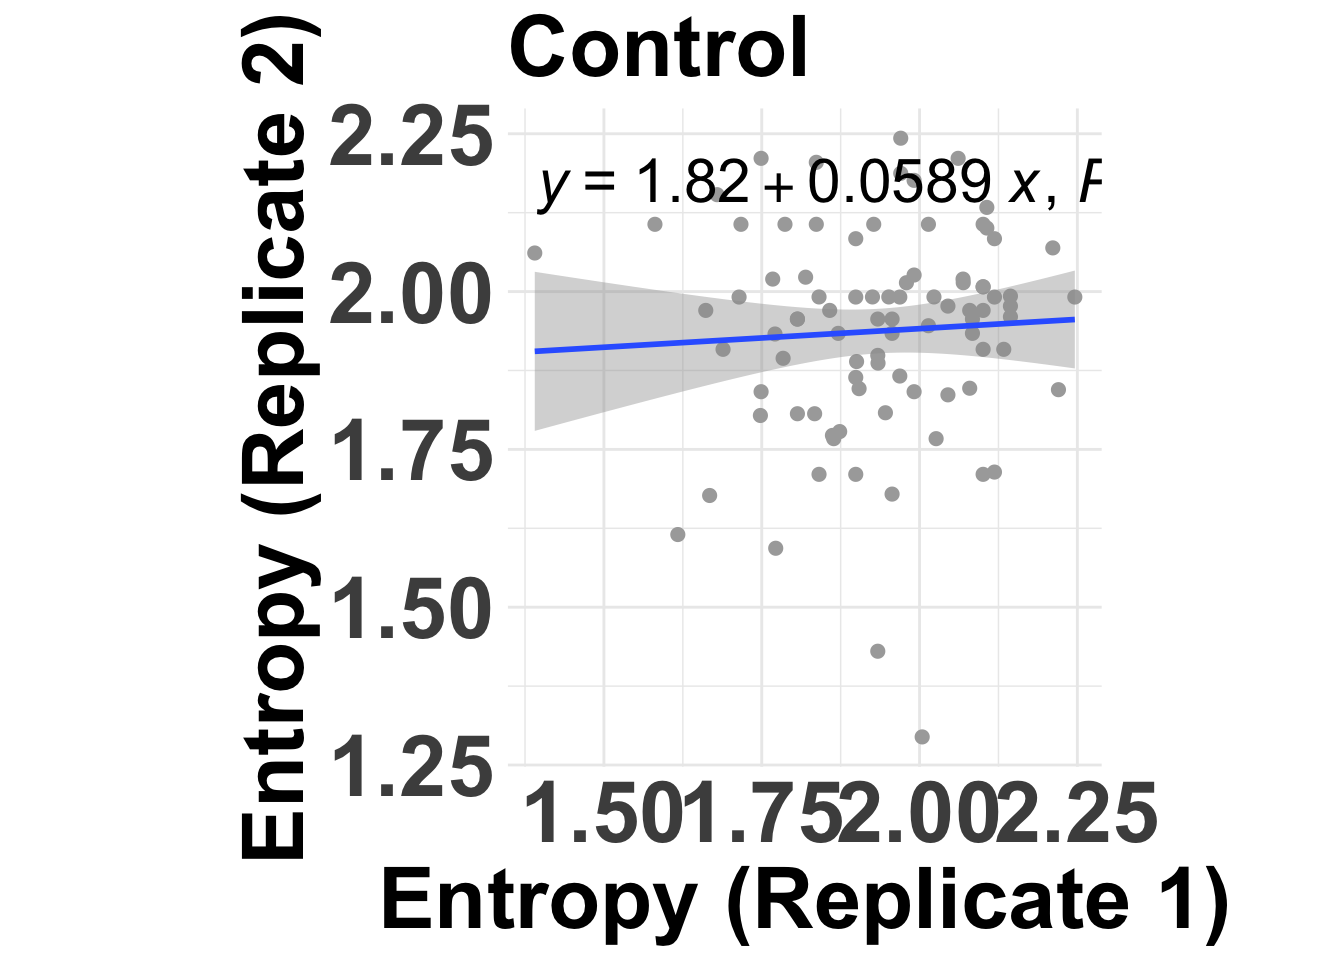 Control
Entropy (Replicate 2)
2.25
2.00
1.75
1.50
1.25
y = 1.82 + 0.0589 x,
1.50 1.75 2.00 2.25
Entropy (Replicate 1)